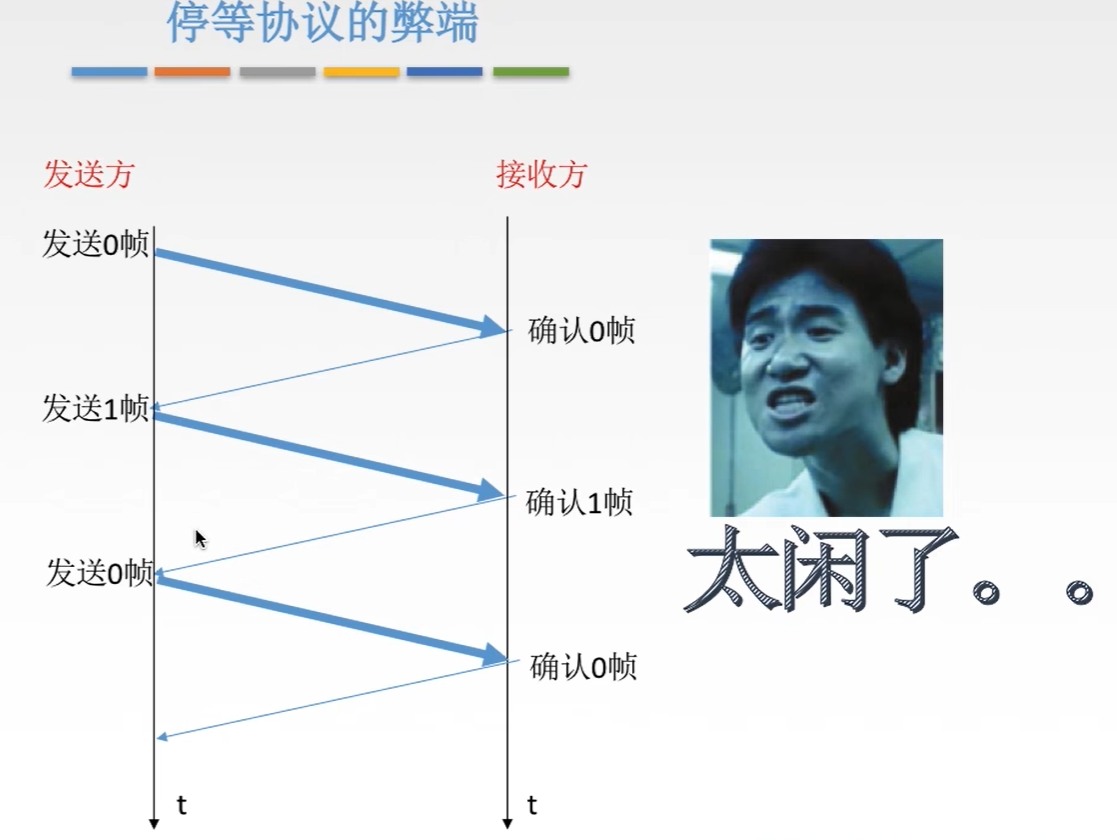 停等协议的弊端
发送方
接收方
发送0帧
确认0帧
发送1帧
确认1帧
发送0帧
确认0帧
太闲了。。
t
t